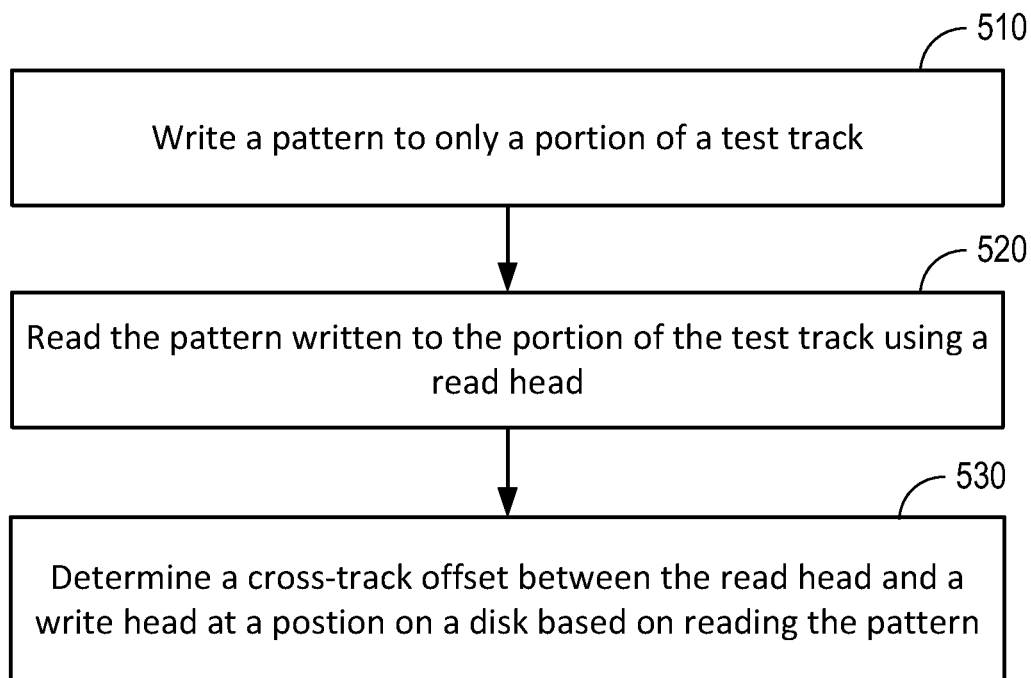 510
Write a pattern to only a portion of a test track
520
Read the pattern written to the portion of the test track using a
read head
530
Determine a cross-track offset between the read head and a
write head at a postion on a disk based on reading the pattern